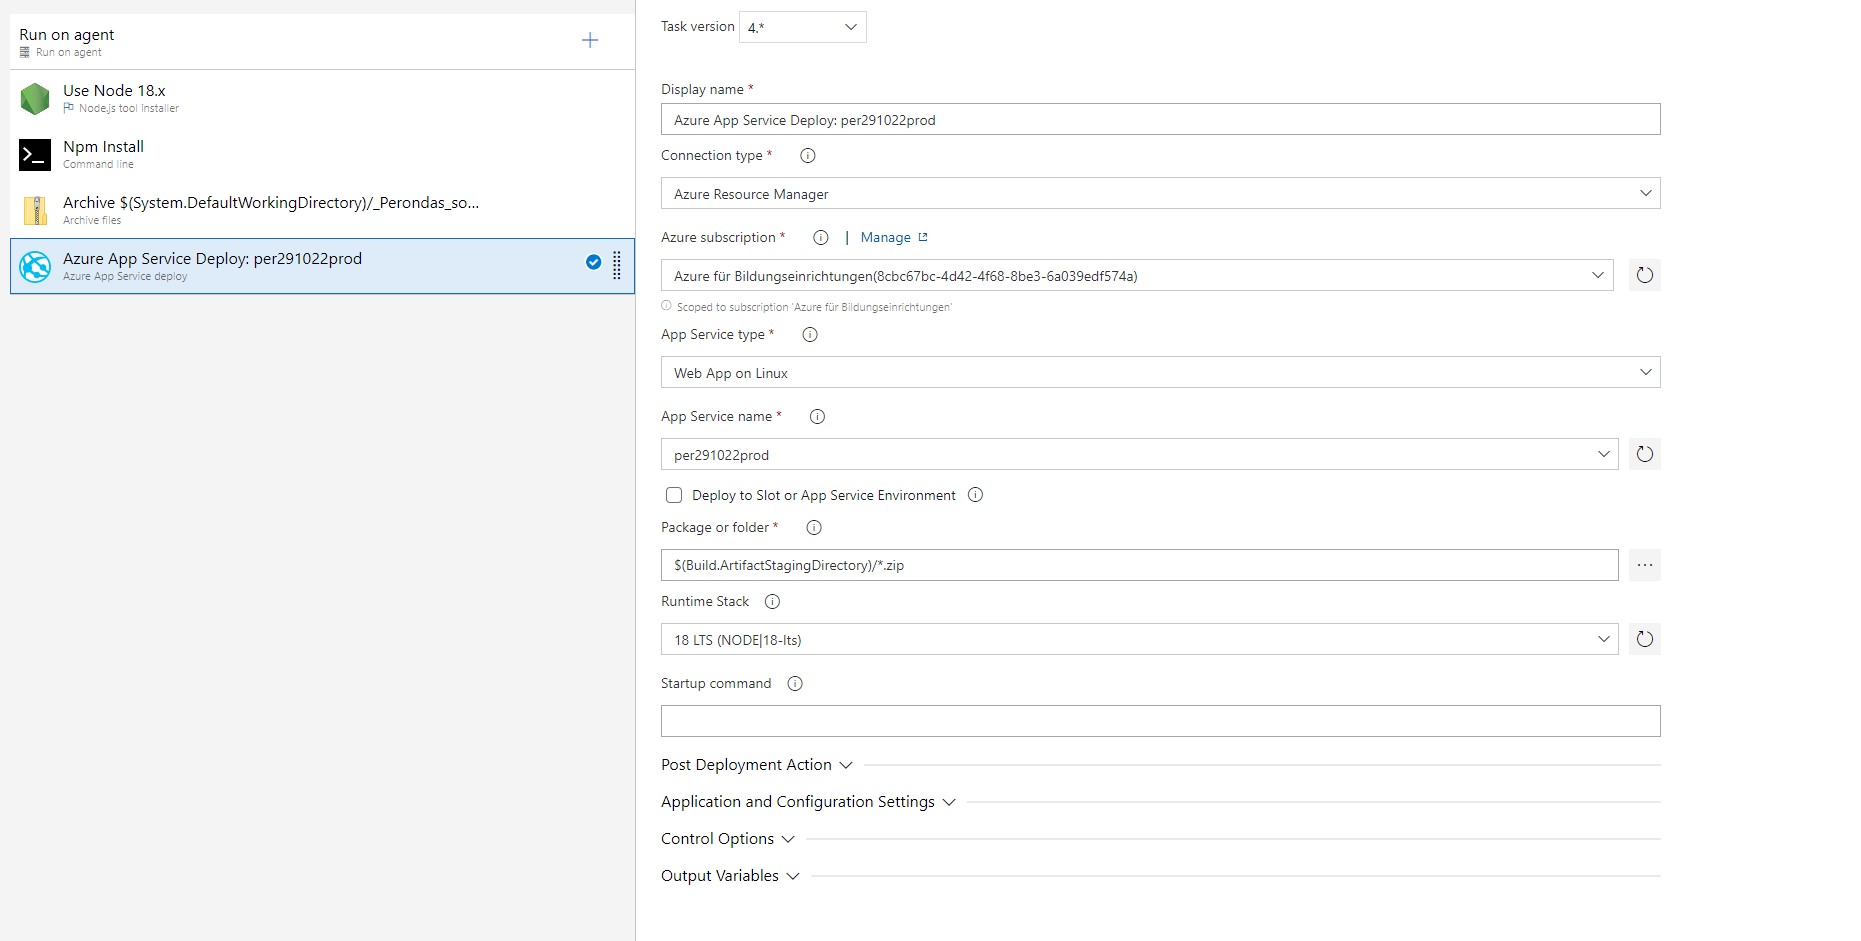 Run on agent
Run on agent
Use Node 18.x
Node.js tool installer
Npm Install
Command line
Archive $(System.DefaultWorkingDirectory)/_Perondas_so...
Archive files
Azure App Service Deploy: per291022prod
Azure App Service deploy
Task version 4.*
Display name *
Azure App Service Deploy: per291022prod
Connection type *
Azure Resource Manager
Azure subscription * | Manage
Azure für Bildungseinrichtungen(8cbc67bc-4d42-4f68-8be3-6a039edf574a)
Scoped to subscription 'Azure für Bildungseinrichtungen'
App Service type *
Web App on Linux
App Service name *
per291022prod
Deploy to Slot or App Service Environment
Package or folder *
$(Build.ArtifactStagingDirectory)/*.zip
Runtime Stack
18 LTS (NODE|18-lts)
Startup command
Post Deployment Action
Application and Configuration Settings
Control Options
Output Variables